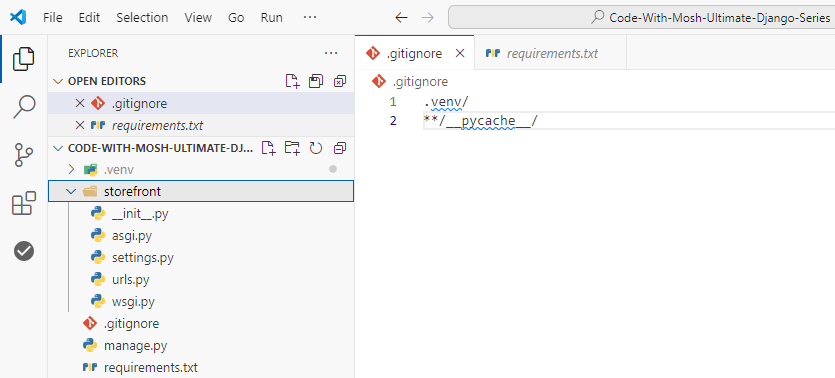 File Edit Selection View Go Run ··· Code-With-Mosh-Ultimate-Django-Series
EXPLORER ···
OPEN EDITORS
.gitignore
requirements.txt
CODE-WITH-MOSH-ULTIMATE-DJ...
.venv
storefront
__init__.py
asgi.py
settings.py
urls.py
wsgi.py
.gitignore
manage.py
requirements.txt
.gitignore requirements.txt
.gitignore
1 .venv/
2 **/__pycache__/